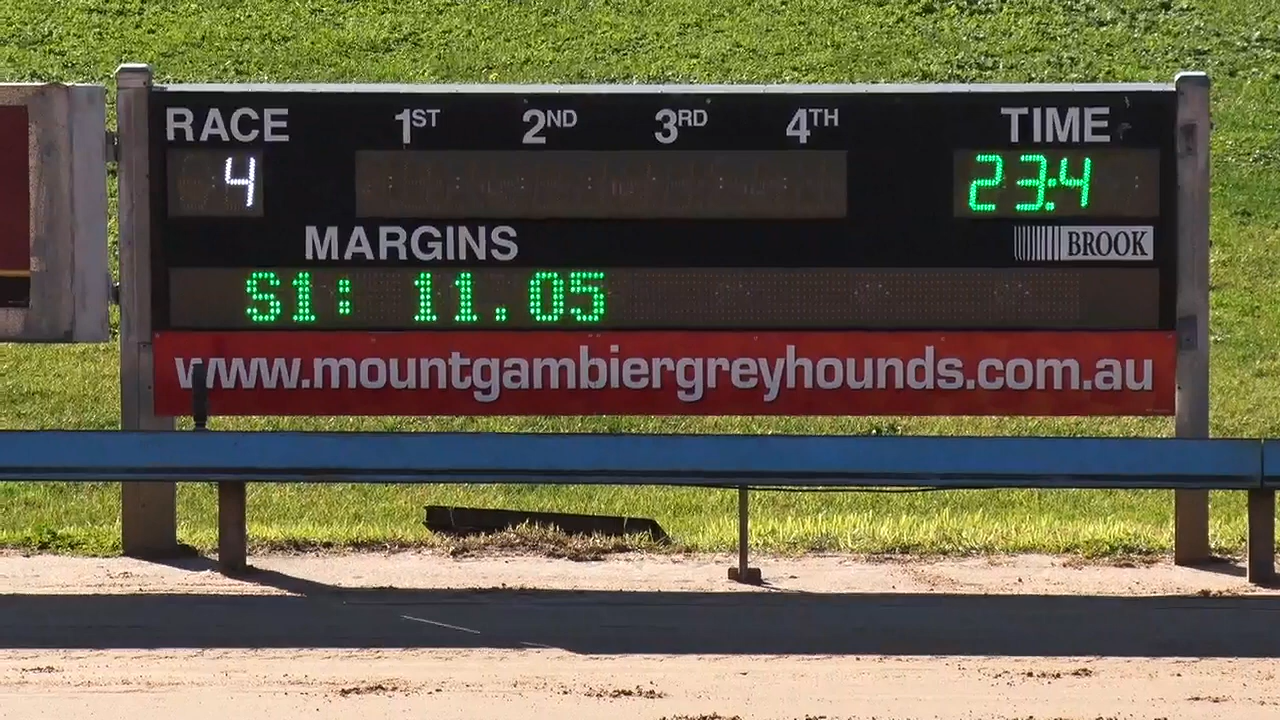 RACE 1ST 2ND 3RD 4TH TIME
4 23:4
MARGINS BROOK
S1: 11.05
www.mountgambiergreyhounds.com.au